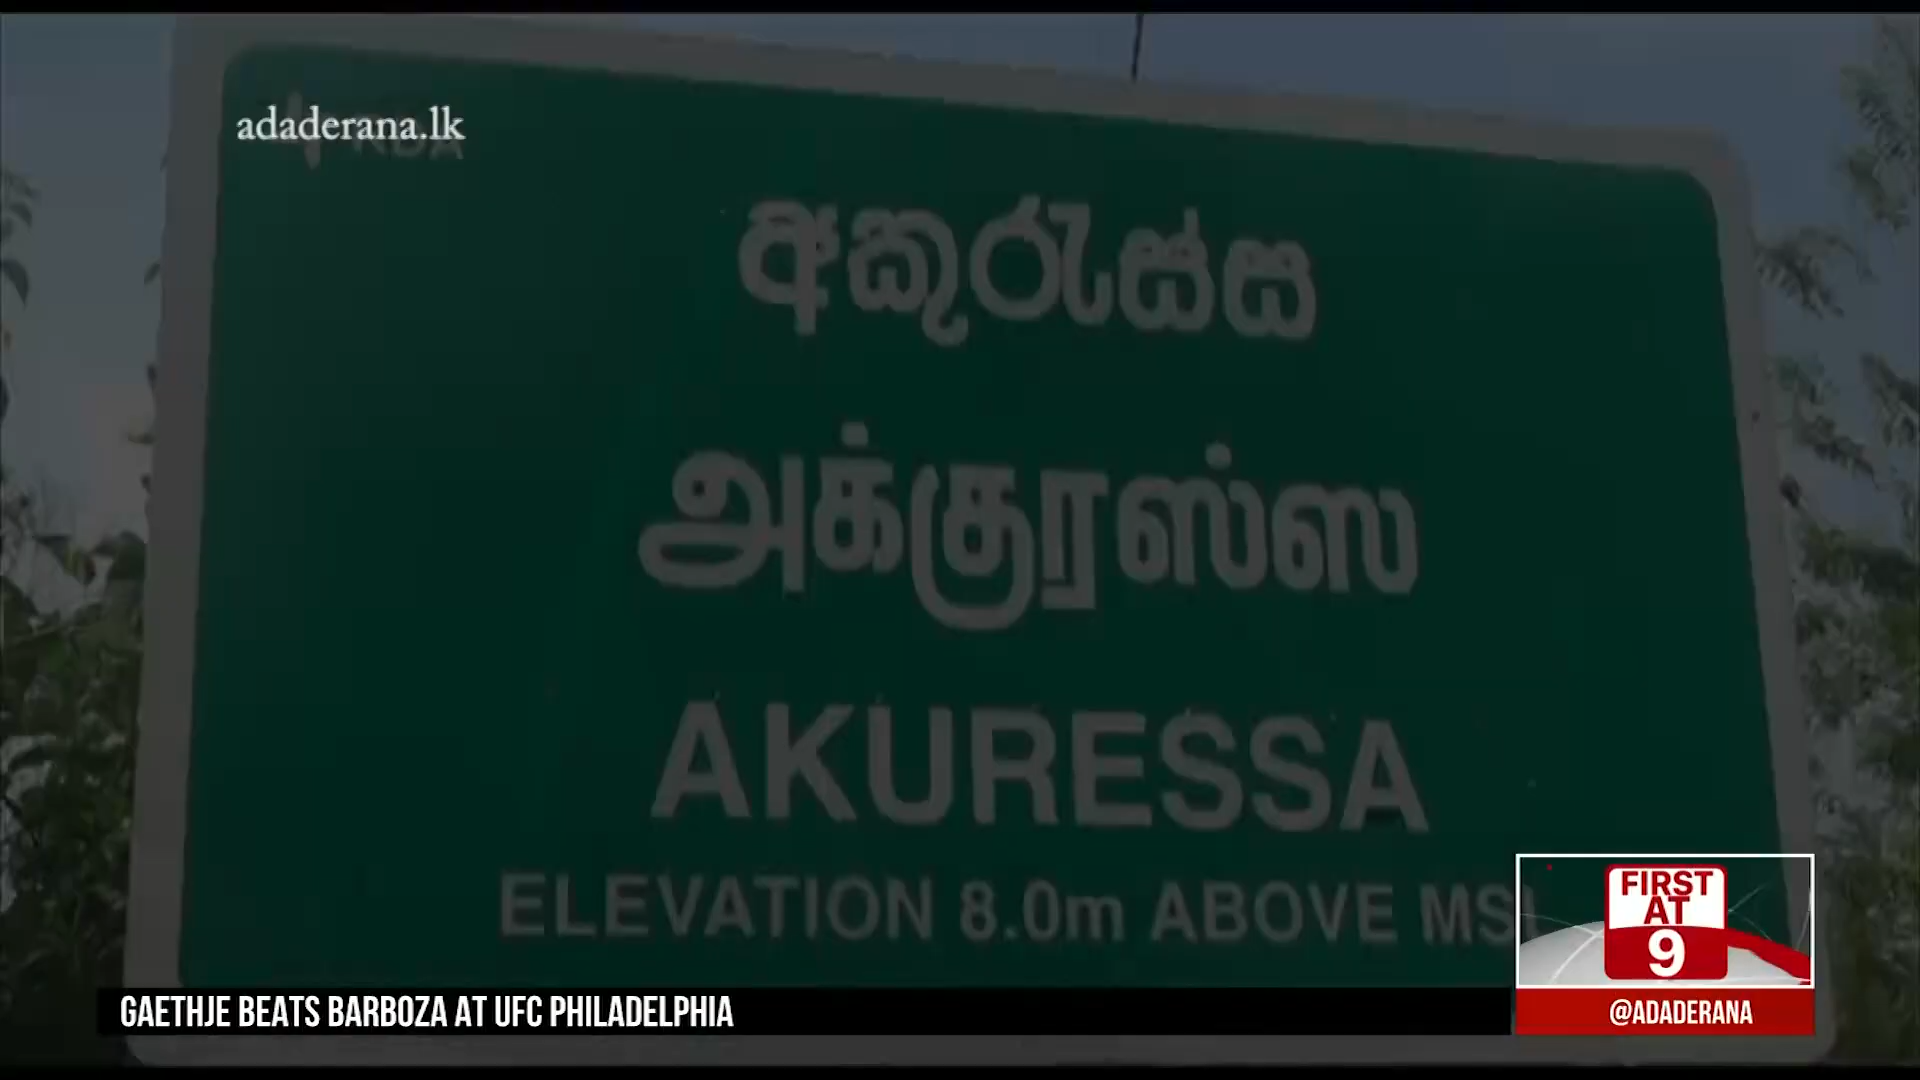 adaderana.lk
අකුරැස්ස
அக்குரஸ்ஸ
AKURESSA
ELEVATION 8.0m ABOVE MSL
FIRST
AT
9
GAETHJE BEATS BARBOZA AT UFC PHILADELPHIA
@ADADERANA